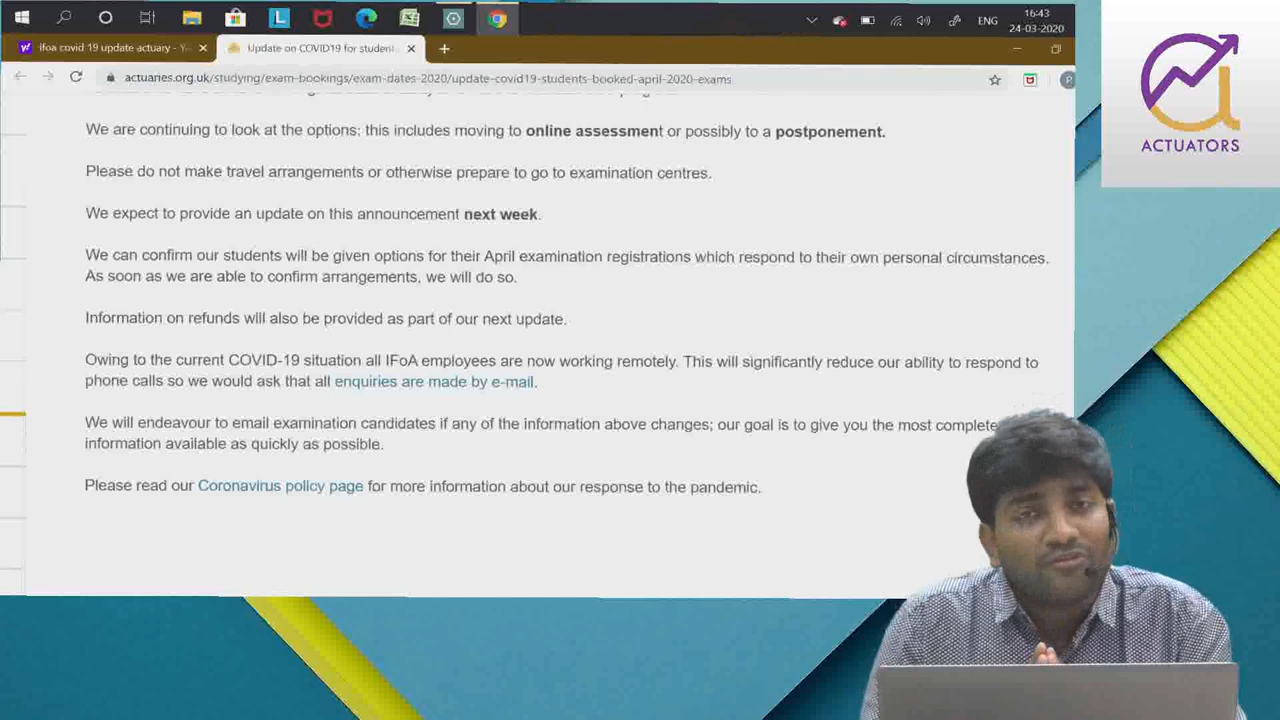 16:43
ENG
24-03-2020
ifoa covid 19 update actuary - Y
Update on COVID19 for student
actuaries.org.uk/studying/exam-bookings/exam-dates-2020/update-covid19-students-booked-april-2020-exams
ACTUATORS
We are continuing to look at the options; this includes moving to online assessment or possibly to a postponement.
Please do not make travel arrangements or otherwise prepare to go to examination centres.
We expect to provide an update on this announcement next week.
We can confirm our students will be given options for their April examination registrations which respond to their own personal circumstances.
As soon as we are able to confirm arrangements, we will do so.
Information on refunds will also be provided as part of our next update.
Owing to the current COVID-19 situation all IFoA employees are now working remotely. This will significantly reduce our ability to respond to
phone calls so we would ask that all enquiries are made by e-mail.
We will endeavour to email examination candidates if any of the information above changes; our goal is to give you the most complete
information available as quickly as possible.
Please read our Coronavirus policy page for more information about our response to the pandemic.